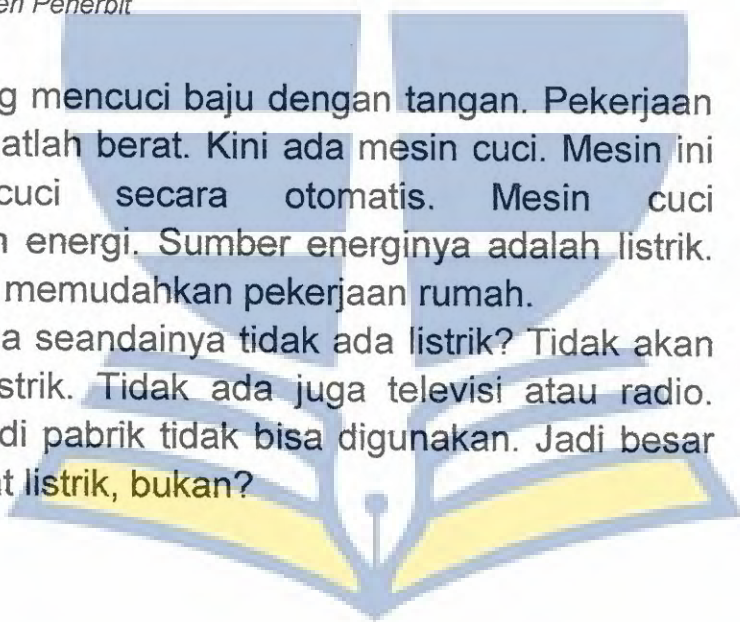 en Penerbit
g mencuci baju dengan tangan. Pekerjaan
atlah berat. Kini ada mesin cuci. Mesin ini
cuci secara otomatis. Mesin cuci
n energi. Sumber energinya adalah listrik.
memudahkan pekerjaan rumah.
a seandainya tidak ada listrik? Tidak akan
strik. Tidak ada juga televisi atau radio.
di pabrik tidak bisa digunakan. Jadi besar
t listrik, bukan?